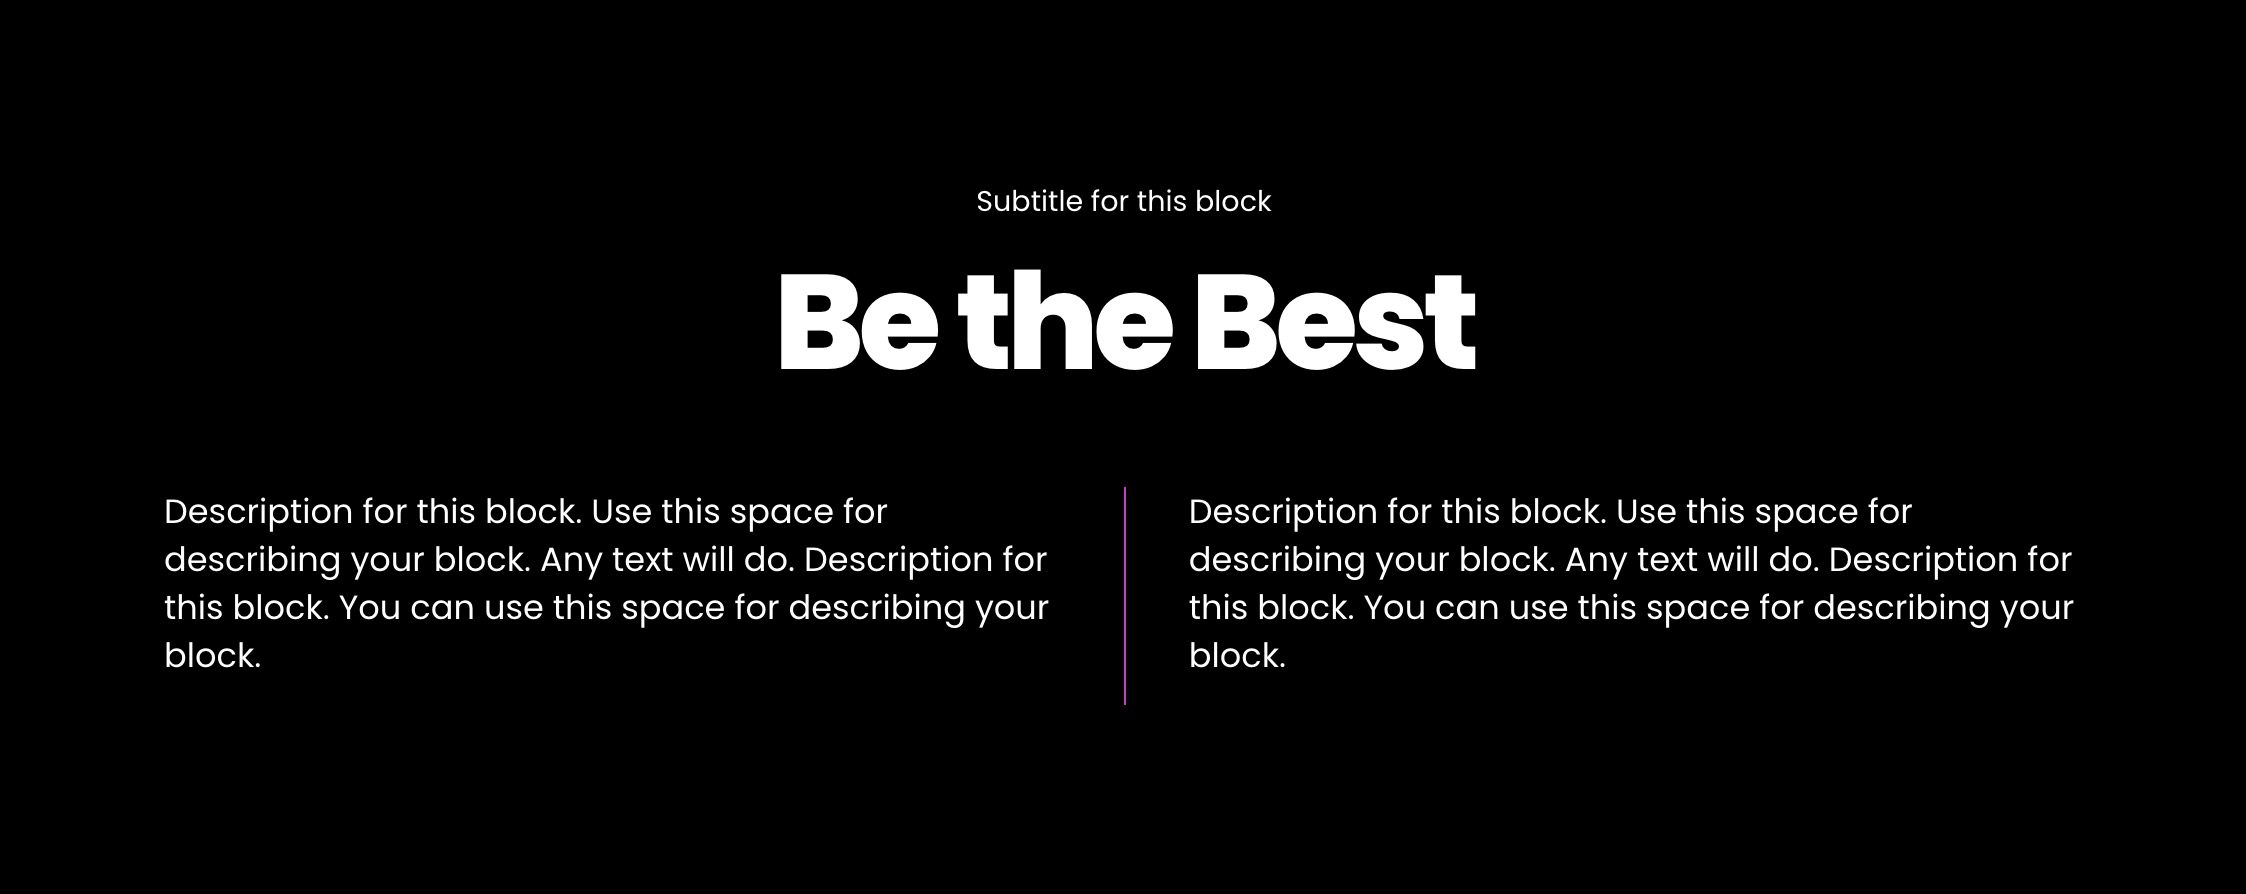 Subtitle for this block
Be the Best
Description for this block. Use this space for
describing your block. Any text will do. Description for
this block. You can use this space for describing your
block.
Description for this block. Use this space for
describing your block. Any text will do. Description for
this block. You can use this space for describing your
block.